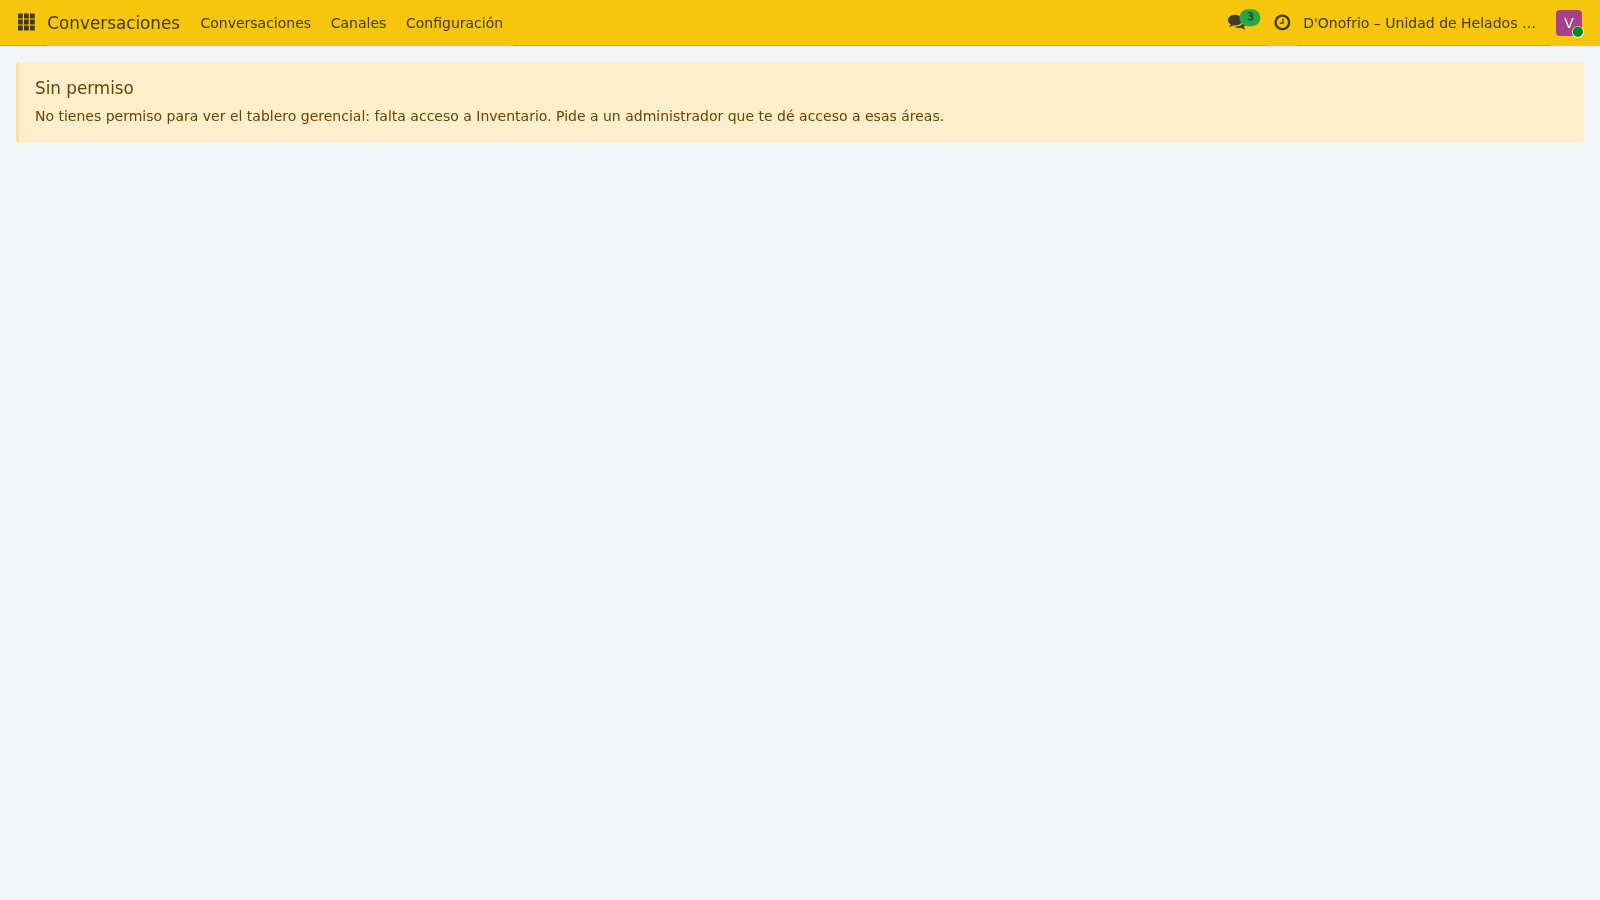 Conversaciones Conversaciones Canales Configuración 3 D'Onofrio – Unidad de Helados ... V
Sin permiso
No tienes permiso para ver el tablero gerencial: falta acceso a Inventario. Pide a un administrador que te dé acceso a esas áreas.